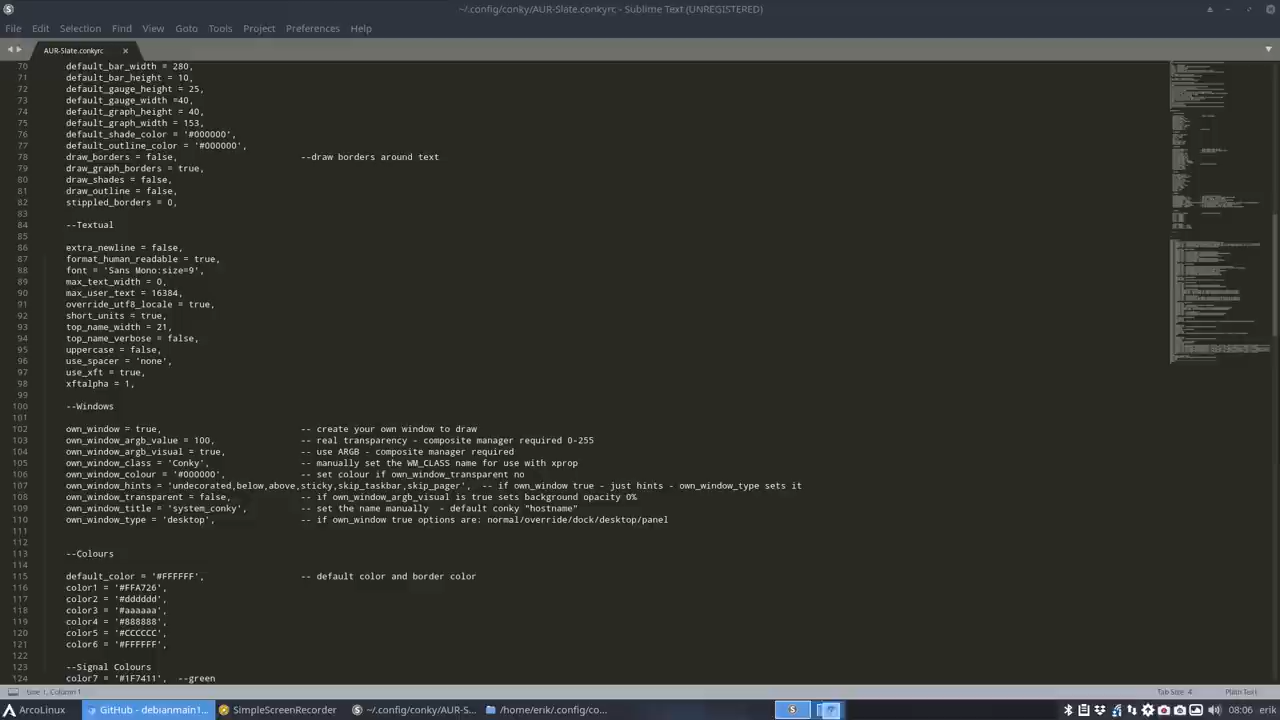 ~/.config/conky/AUR-Slate.conkyrc - Sublime Text (UNREGISTERED)
File Edit Selection Find View Goto Tools Project Preferences Help
AUR-Slate.conkyrc ×
70 default_bar_width = 280,
71 default_bar_height = 10,
72 default_gauge_height = 25,
73 default_gauge_width =40,
74 default_graph_height = 40,
75 default_graph_width = 153,
76 default_shade_color = '#000000',
77 default_outline_color = '#000000',
78 draw_borders = false, --draw borders around text
79 draw_graph_borders = true,
80 draw_shades = false,
81 draw_outline = false,
82 stippled_borders = 0,
83
84 --Textual
85
86 extra_newline = false,
87 format_human_readable = true,
88 font = 'Sans Mono:size=9',
89 max_text_width = 0,
90 max_user_text = 16384,
91 override_utf8_locale = true,
92 short_units = true,
93 top_name_width = 21,
94 top_name_verbose = false,
95 uppercase = false,
96 use_spacer = 'none',
97 use_xft = true,
98 xftalpha = 1,
99
100 --Windows
101
102 own_window = true, -- create your own window to draw
103 own_window_argb_value = 100, -- real transparency - composite manager required 0-255
104 own_window_argb_visual = true, -- use ARGB - composite manager required
105 own_window_class = 'Conky', -- manually set the WM_CLASS name for use with xprop
106 own_window_colour = '#000000', -- set colour if own_window_transparent no
107 own_window_hints = 'undecorated,below,above,sticky,skip_taskbar,skip_pager', -- if own_window true - just hints - own_window_type sets it
108 own_window_transparent = false, -- if own_window_argb_visual is true sets background opacity 0%
109 own_window_title = 'system_conky', -- set the name manually - default conky "hostname"
110 own_window_type = 'desktop', -- if own_window true options are: normal/override/dock/desktop/panel
111
112
113 --Colours
114
115 default_color = '#FFFFFF', -- default color and border color
116 color1 = '#FFA726',
117 color2 = '#dddddd',
118 color3 = '#aaaaaa',
119 color4 = '#888888',
120 color5 = '#CCCCCC',
121 color6 = '#FFFFFF',
122
123 --Signal Colours
124 color7 = '#1F7411', --green
Line 1, Column 1 Tab Size: 4 Plain Text
ArcoLinux GitHub - debianmain1... SimpleScreenRecorder ~/.config/conky/AUR-S... /home/erik/.config/co... 08:06 erik